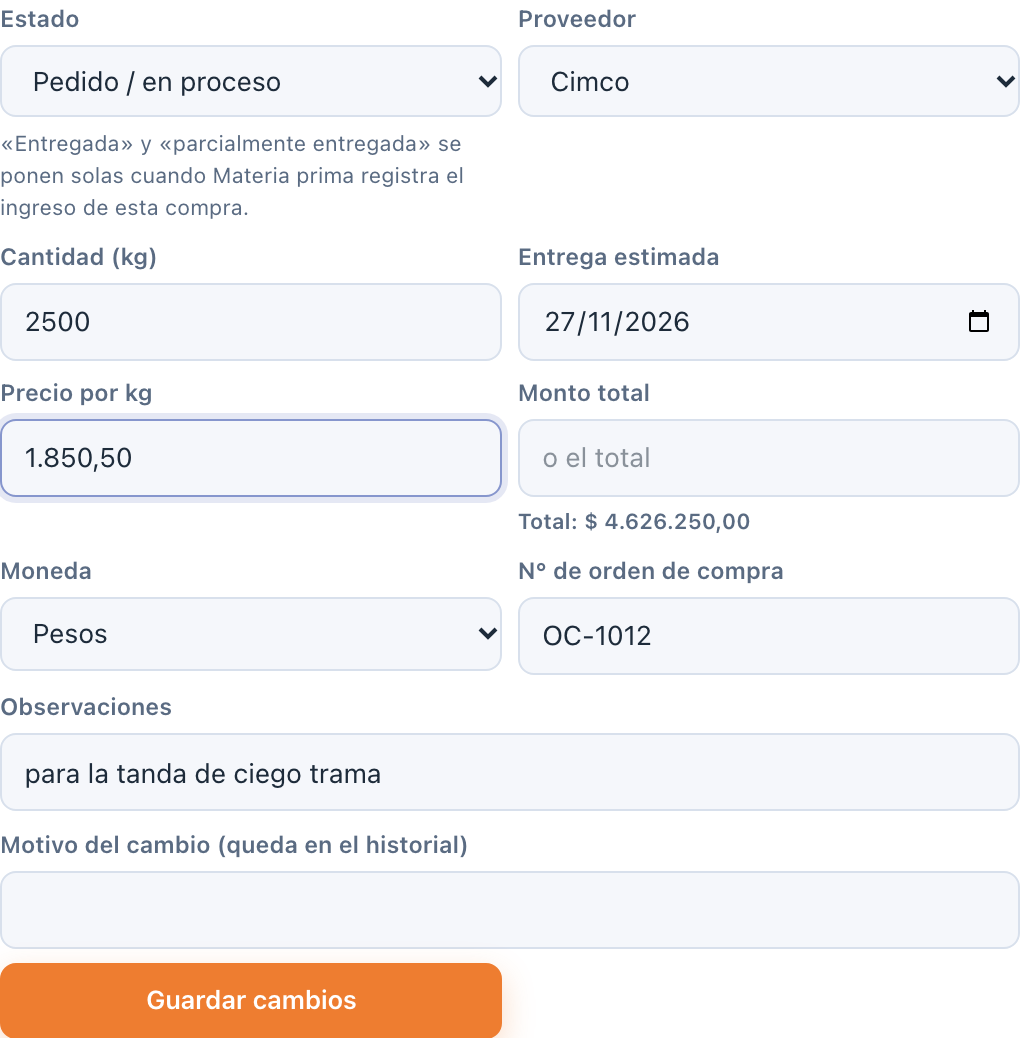 Estado
Proveedor
Pedido / en proceso
Cimco
«Entregada» y «parcialmente entregada» se
ponen solas cuando Materia prima registra el
ingreso de esta compra.
Cantidad (kg)
Entrega estimada
2500
27/11/2026
Precio por kg
Monto total
1.850,50
o el total
Total: $ 4.626.250,00
Moneda
N° de orden de compra
Pesos
OC-1012
Observaciones
para la tanda de ciego trama
Motivo del cambio (queda en el historial)
Guardar cambios